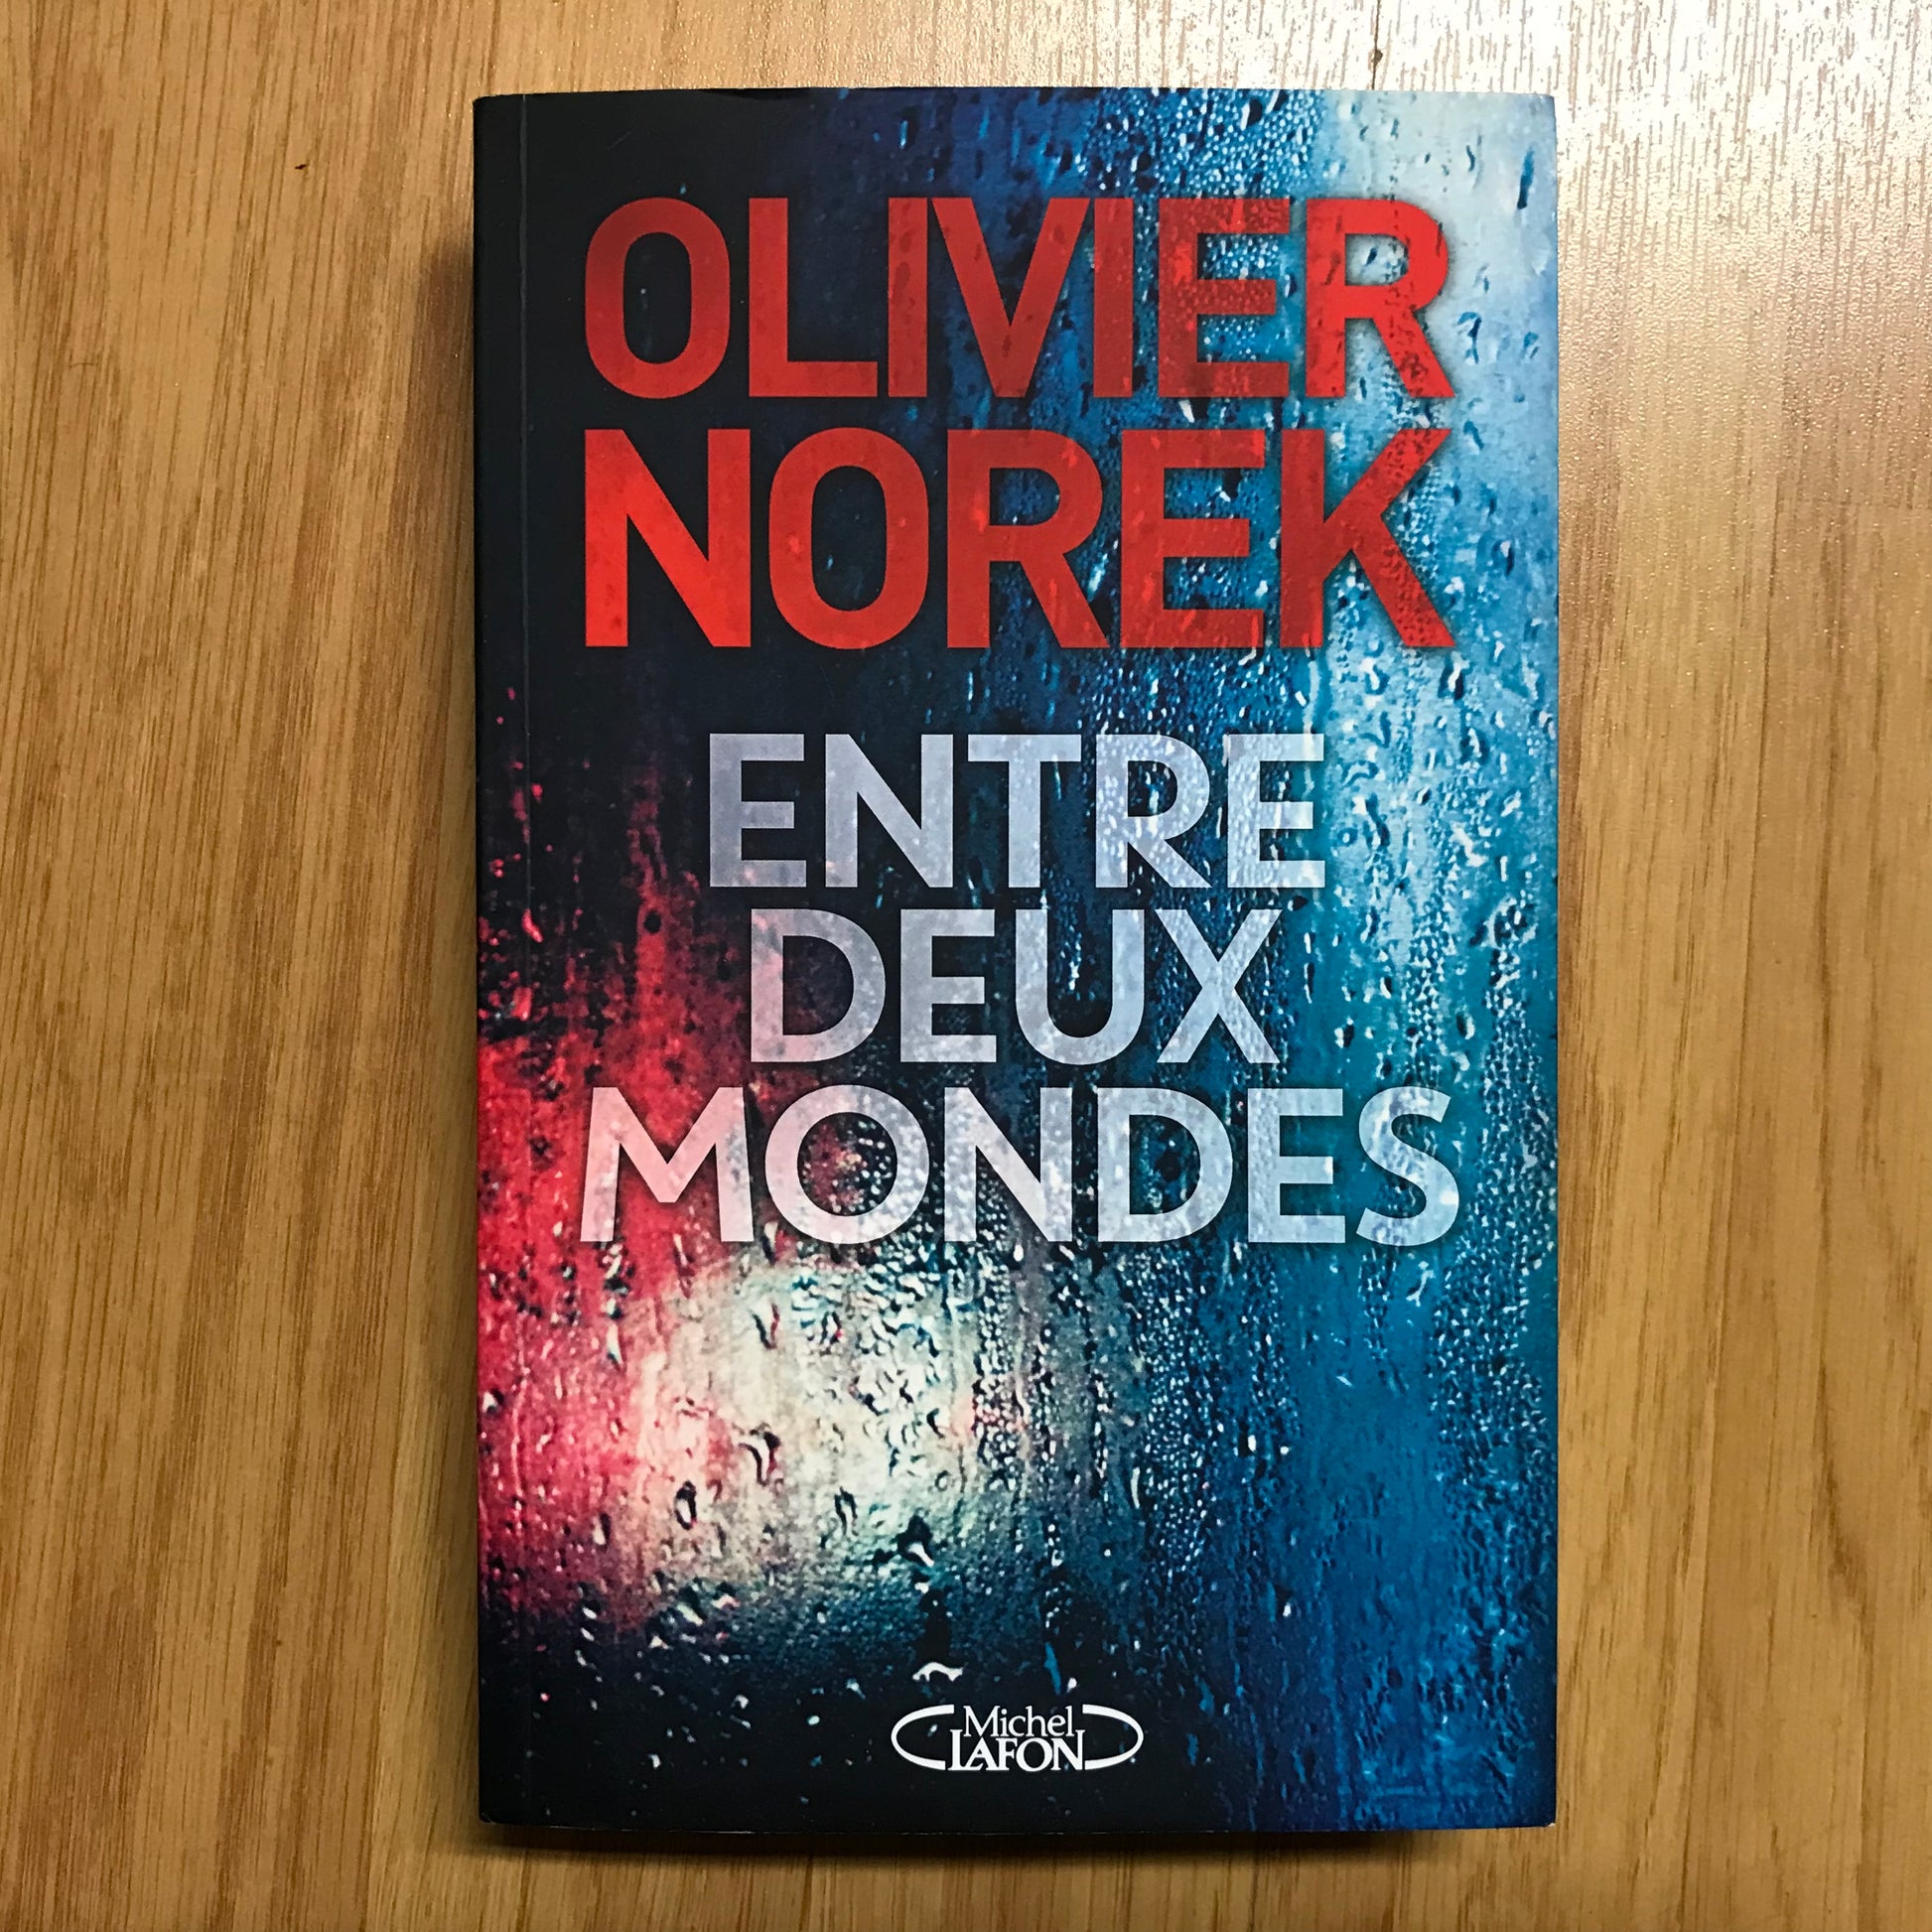 OLIVIER
NOREK
ENTRE
DEUX
MONDES
Michel
LAFON